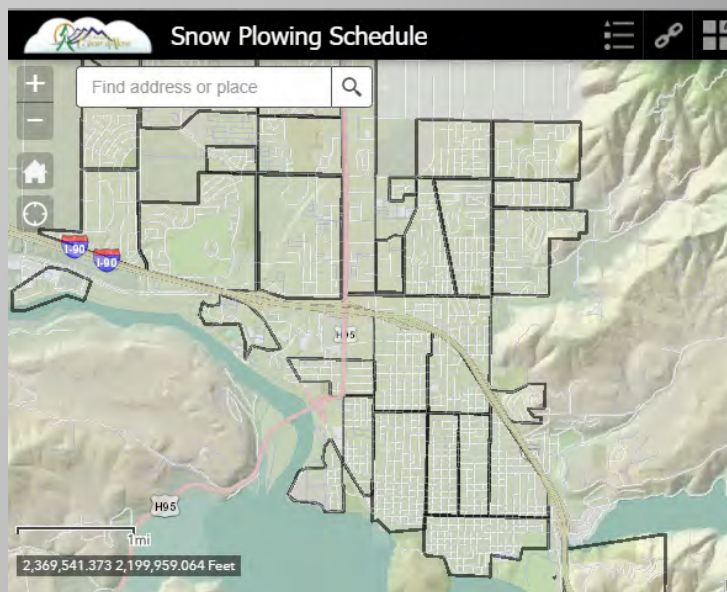 Snow Plowing Schedule
+
Find address or place
−
I-90
I-90
H95
H95
1mi
2,369,541.373 2,199,959.064 Feet